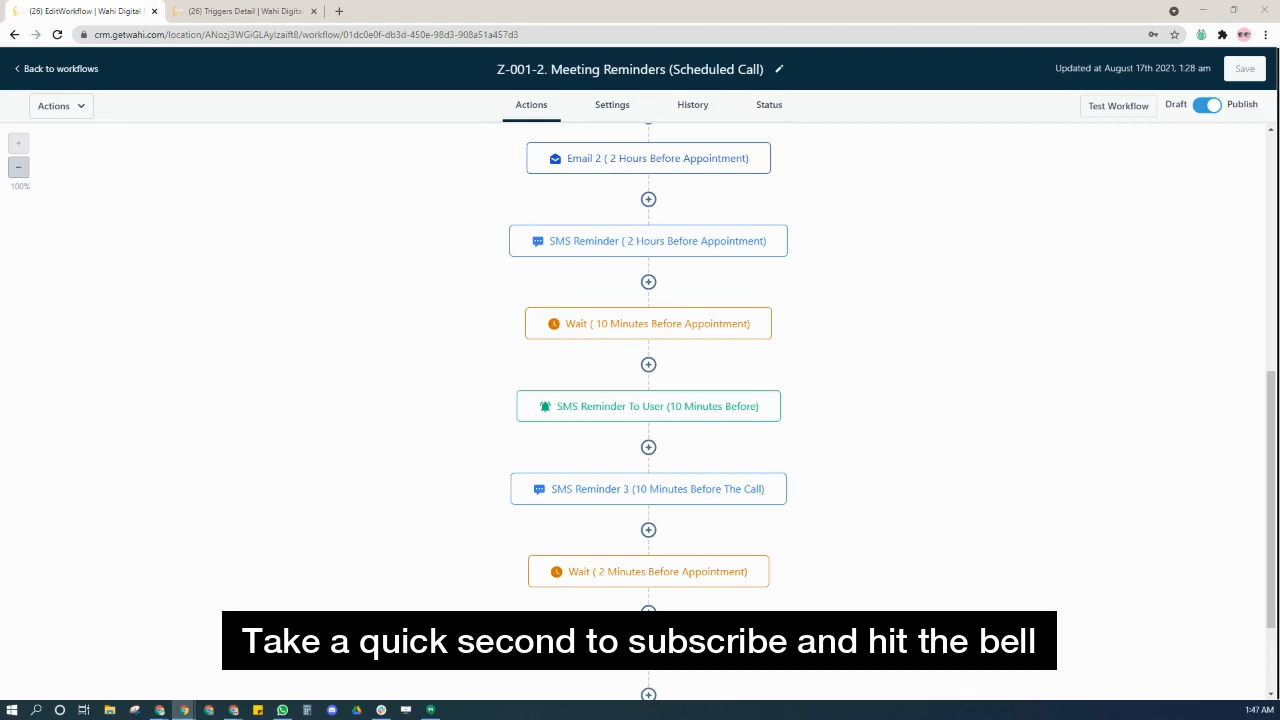 (26) EditWorkflow | Wahi Digital
(26) Triggers Detail | Wahi Digita
crm.getwahi.com/location/ANozj3WGiGLAyIzaift8/workflow/01dc0e0f-db3d-450e-98d3-908a51a457d3
Back to workflows
Z-001-2. Meeting Reminders (Scheduled Call)
Updated at August 17th 2021, 1:28 am
Save
Actions
Actions
Settings
History
Status
Test Workflow
Draft
Publish
+
−
100%
Email 2 ( 2 Hours Before Appointment)
SMS Reminder ( 2 Hours Before Appointment)
Wait ( 10 Minutes Before Appointment)
SMS Reminder To User (10 Minutes Before)
SMS Reminder 3 (10 Minutes Before The Call)
Wait ( 2 Minutes Before Appointment)
Take a quick second to subscribe and hit the bell
1:47 AM